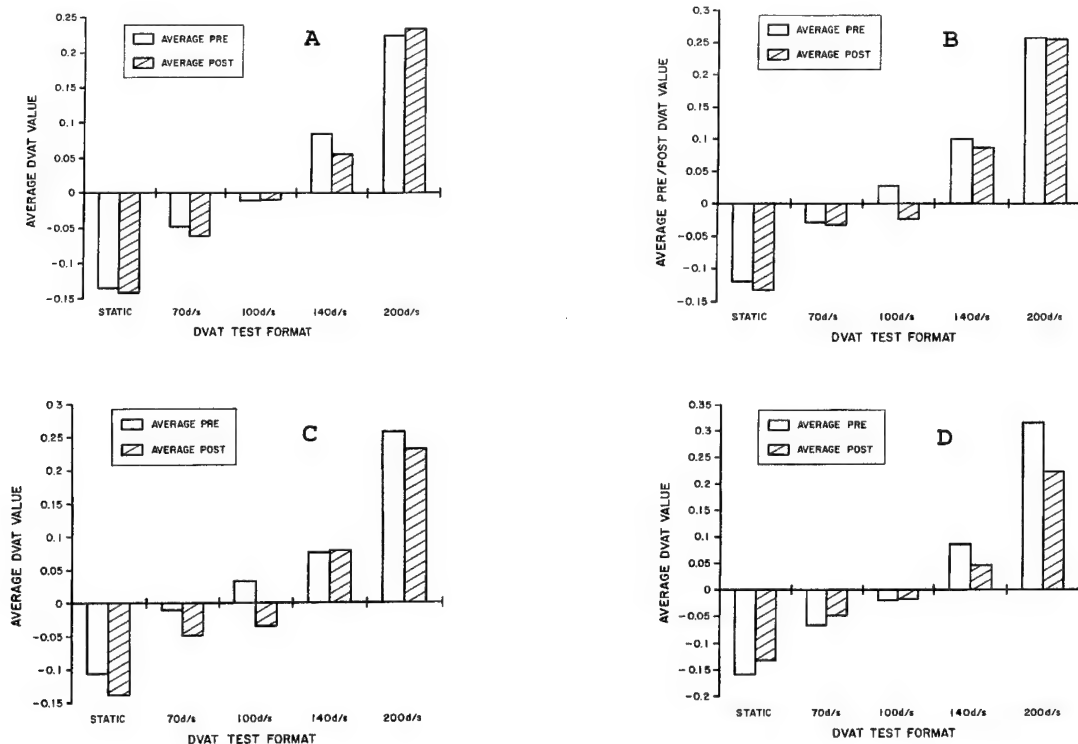 A
AVERAGE PRE
AVERAGE POST
AVERAGE DVAT VALUE
0.25
0.2
0.15
0.1
0.05
0
-0.05
-0.1
-0.15
STATIC 70d/s 100d/s 140d/s 200d/s
DVAT TEST FORMAT
B
AVERAGE PRE
AVERAGE POST
AVERAGE PRE/POST DVAT VALUE
0.3
0.25
0.2
0.15
0.1
0.05
0
-0.05
-0.1
-0.15
STATIC 70d/s 100d/s 140d/s 200d/s
DVAT TEST FORMAT
C
AVERAGE PRE
AVERAGE POST
AVERAGE DVAT VALUE
0.3
0.25
0.2
0.15
0.1
0.05
0
-0.05
-0.1
-0.15
STATIC 70d/s 100d/s 140d/s 200d/s
DVAT TEST FORMAT
D
AVERAGE PRE
AVERAGE POST
AVERAGE DVAT VALUE
0.35
0.3
0.25
0.2
0.15
0.1
0.05
0
-0.05
-0.1
-0.15
-0.2
STATIC 70d/s 100d/s 140d/s 200d/s
DVAT TEST FORMAT